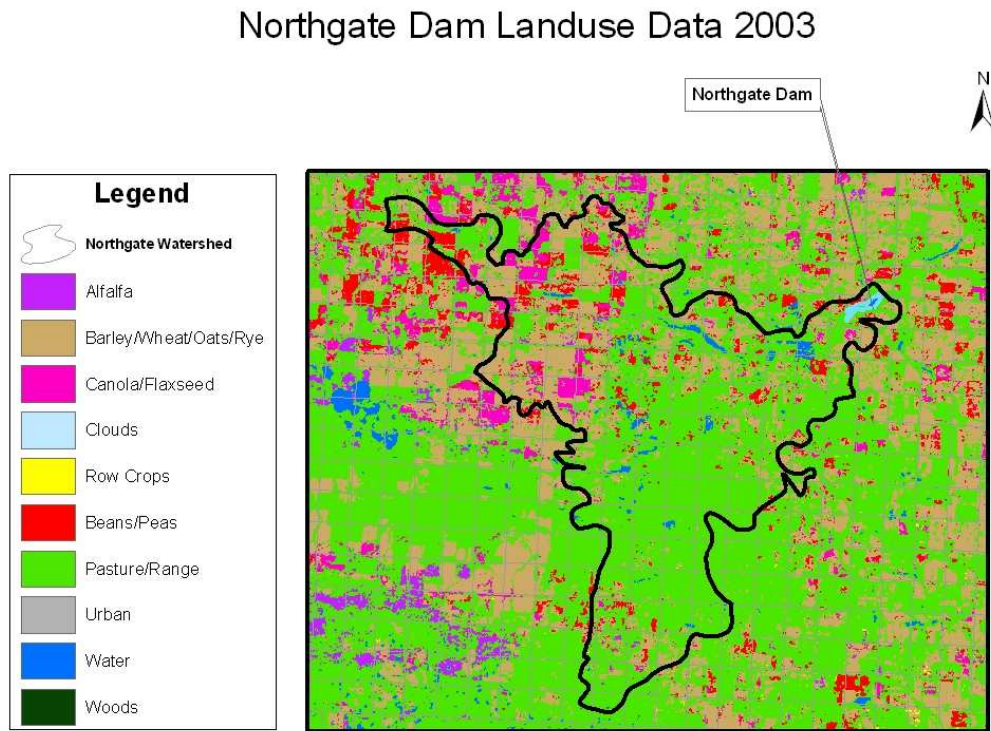 Northgate Dam Landuse Data 2003
Northgate Dam
N
Legend
Northgate Watershed
Alfalfa
Barley/Wheat/Oats/Rye
Canola/Flaxseed
Clouds
Row Crops
Beans/Peas
Pasture/Range
Urban
Water
Woods